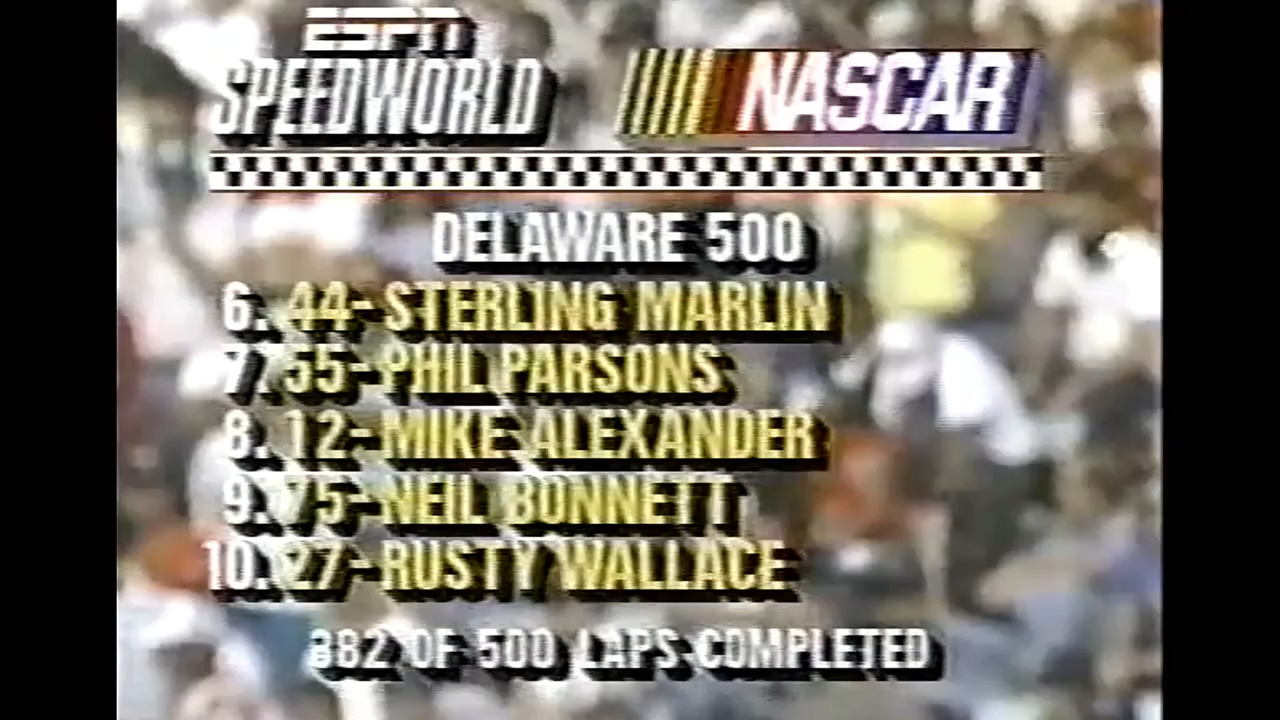 ESPN
SPEEDWORLD
NASCAR
DELAWARE 500
6. 44-STERLING MARLIN
7. 55-PHIL PARSONS
8. 12-MIKE ALEXANDER
9. 75-NEIL BONNETT
10. 27-RUSTY WALLACE
382 OF 500 LAPS COMPLETED